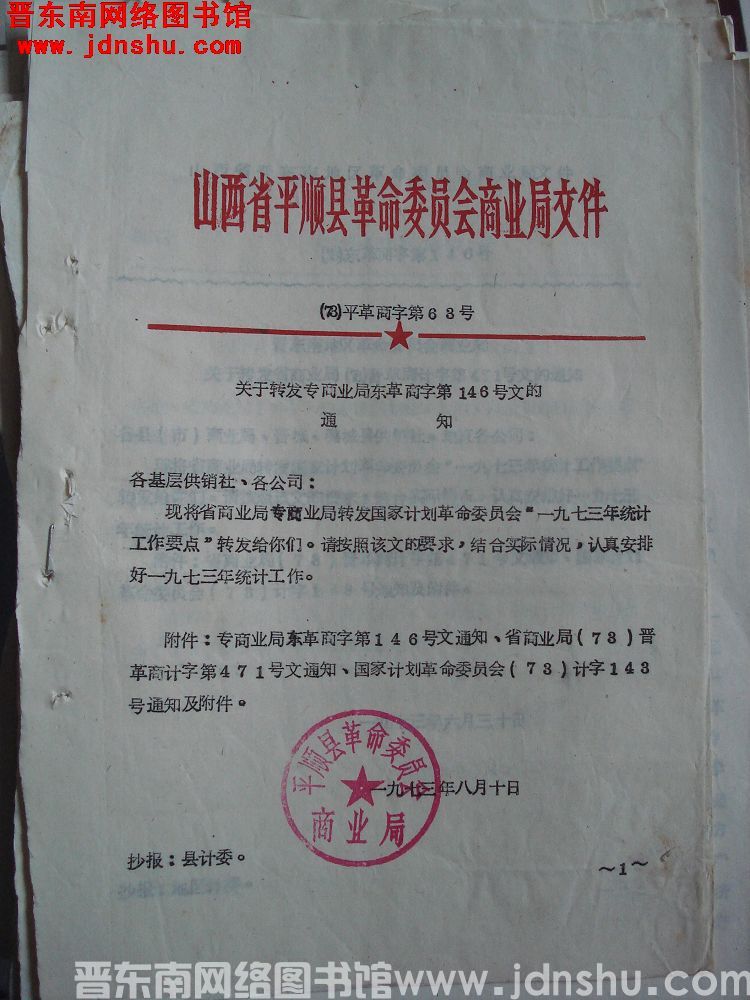 晋东南网络图书馆
www.jdnshu.com
山西省平顺县革命委员会商业局文件
(73)平革商字第63号
关于转发专商业局东革商字第146号文的
通 知
各基层供销社、各公司：
现将省商业局专商业局转发国家计划革命委员会“一九七三年统计
工作要点”转发给你们。请按照该文的要求，结合实际情况，认真安排
好一九七三年统计工作。
附件：专商业局东革商字第146号文通知、省商业局(73)晋
革商计字第471号文通知、国家计划革命委员会(73)计字143
号通知及附件。
平顺县革命委员会
商业局
一九七三年八月十日
抄报：县计委。
～1～
晋东南网络图书馆www.jdnshu.com